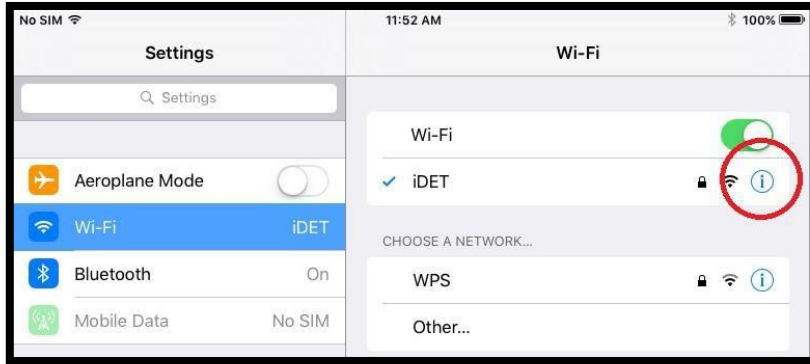 No SIM 11:52 AM 100%
Settings
Wi-Fi
Settings
Aeroplane Mode
Wi-Fi iDET
Bluetooth On
Mobile Data No SIM
Wi-Fi
iDET
CHOOSE A NETWORK...
WPS
Other...